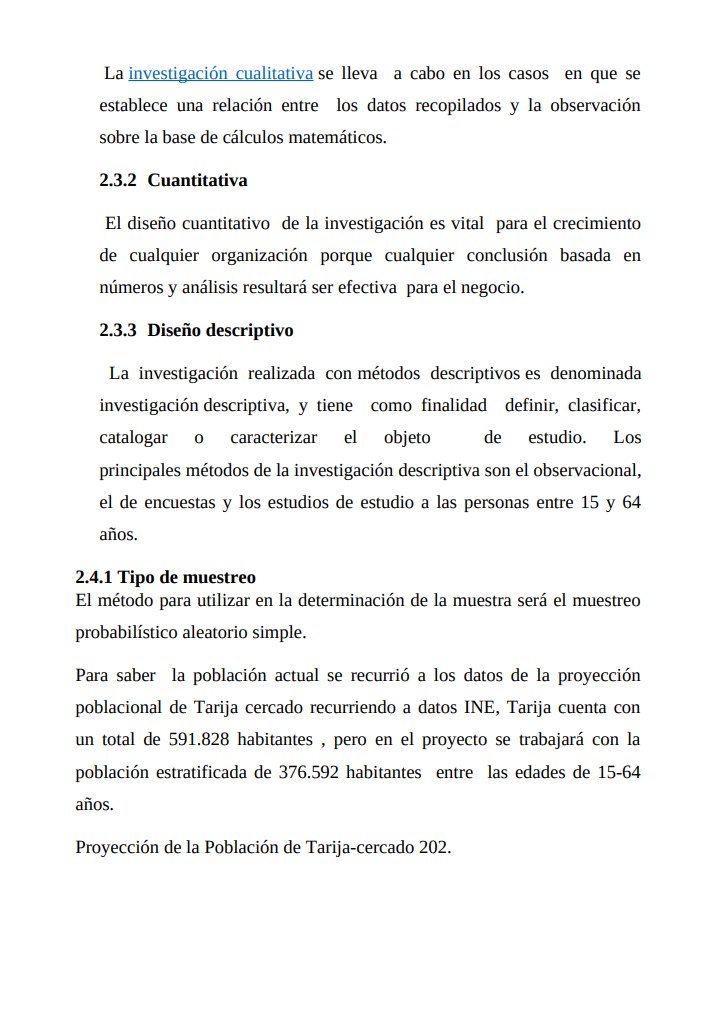 La investigación cualitativa se lleva a cabo en los casos en que se
establece una relación entre los datos recopilados y la observación
sobre la base de cálculos matemáticos.
2.3.2 Cuantitativa
El diseño cuantitativo de la investigación es vital para el crecimiento
de cualquier organización porque cualquier conclusión basada en
números y análisis resultará ser efectiva para el negocio.
2.3.3 Diseño descriptivo
La investigación realizada con métodos descriptivos es denominada
investigación descriptiva, y tiene como finalidad definir, clasificar,
catalogar o caracterizar el objeto de estudio. Los
principales métodos de la investigación descriptiva son el observacional,
el de encuestas y los estudios de estudio a las personas entre 15 y 64
años.
2.4.1 Tipo de muestreo
El método para utilizar en la determinación de la muestra será el muestreo
probabilístico aleatorio simple.
Para saber la población actual se recurrió a los datos de la proyección
poblacional de Tarija cercado recurriendo a datos INE, Tarija cuenta con
un total de 591.828 habitantes , pero en el proyecto se trabajará con la
población estratificada de 376.592 habitantes entre las edades de 15-64
años.
Proyección de la Población de Tarija-cercado 202.